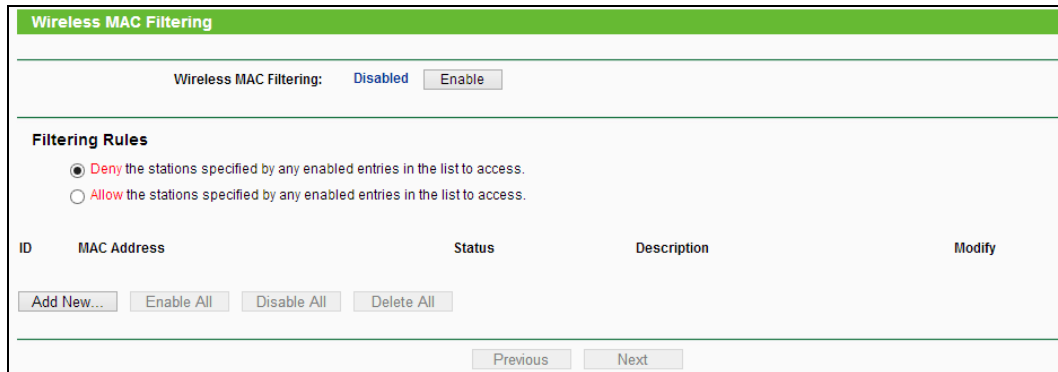 Wireless MAC Filtering
Wireless MAC Filtering: Disabled Enable
Filtering Rules
Deny the stations specified by any enabled entries in the list to access.
Allow the stations specified by any enabled entries in the list to access.
ID MAC Address Status Description Modify
Add New... Enable All Disable All Delete All
Previous Next